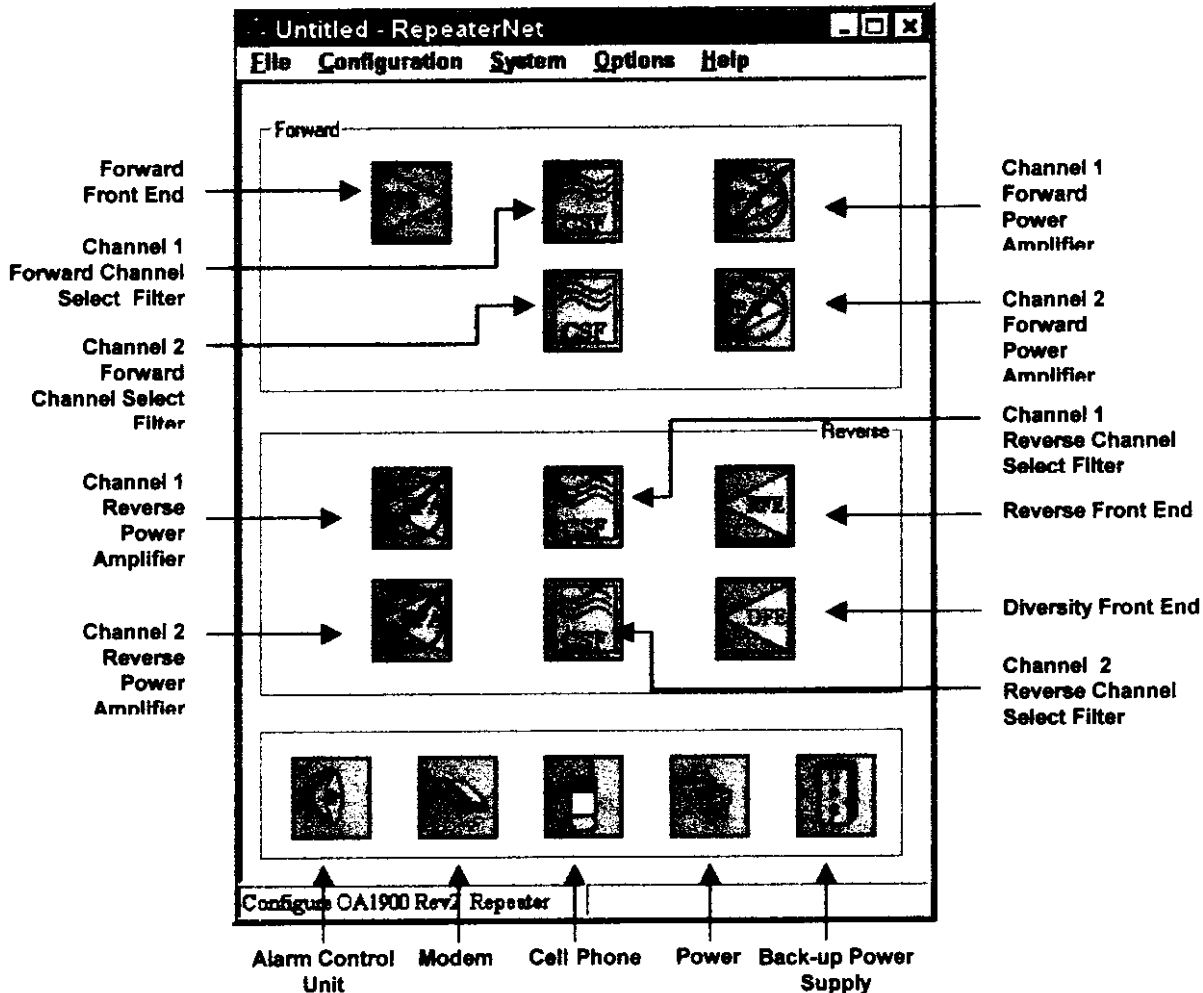 Untitled - RepeaterNet
File Configuration System Options Help
Forward
Forward
Front End
Channel 1
Forward Channel
Select Filter
Channel 2
Forward
Channel Select
Filter
CSF
CSF
Channel 1
Forward
Power
Amplifier
Channel 2
Forward
Power
Amplifier
Reverse
Channel 1
Reverse
Power
Amplifier
Channel 2
Reverse
Power
Amplifier
CSF
CSF
RFE
DFE
Channel 1
Reverse Channel
Select Filter
Reverse Front End
Diversity Front End
Channel 2
Reverse Channel
Select Filter
Configure OA1900 Rev2 Repeater
Alarm Control
Unit
Modem
Cell Phone
Power
Back-up Power
Supply